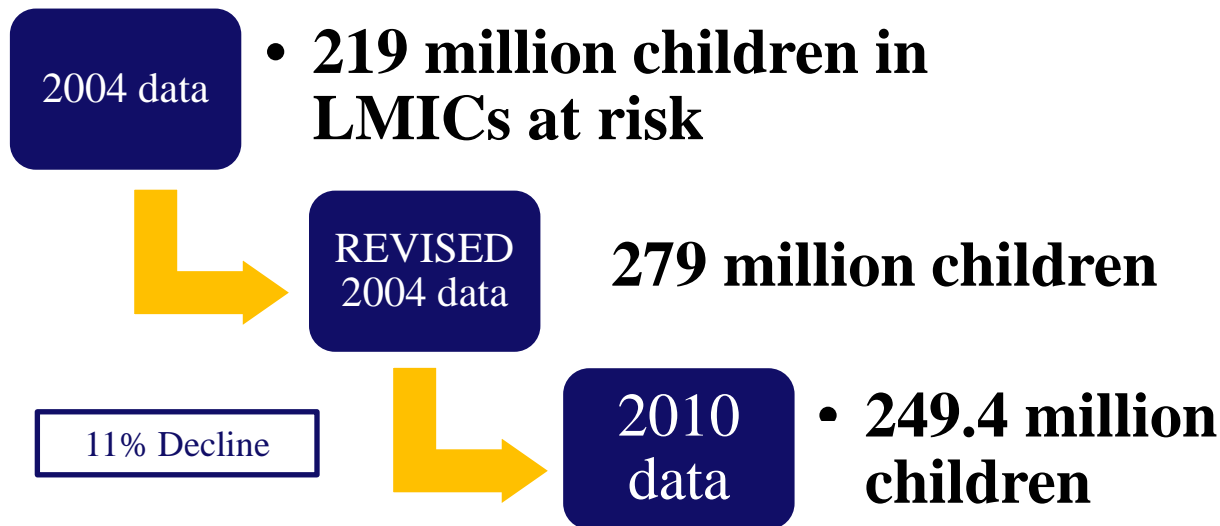 2004 data
• 219 million children in
LMICs at risk
REVISED
2004 data
279 million children
11% Decline
2010
data
• 249.4 million
children